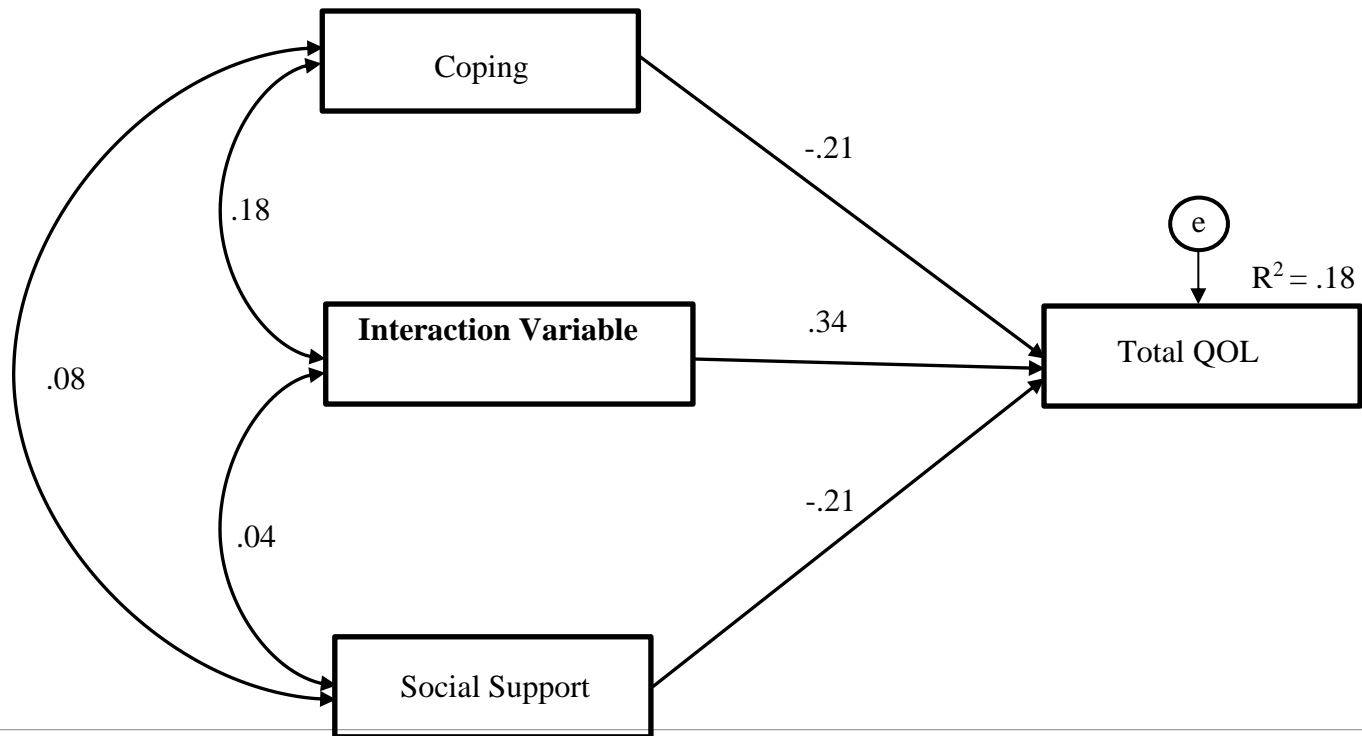 Coping
-.21
.18
e
R² = .18
Interaction Variable
.34
Total QOL
.08
-.21
.04
Social Support